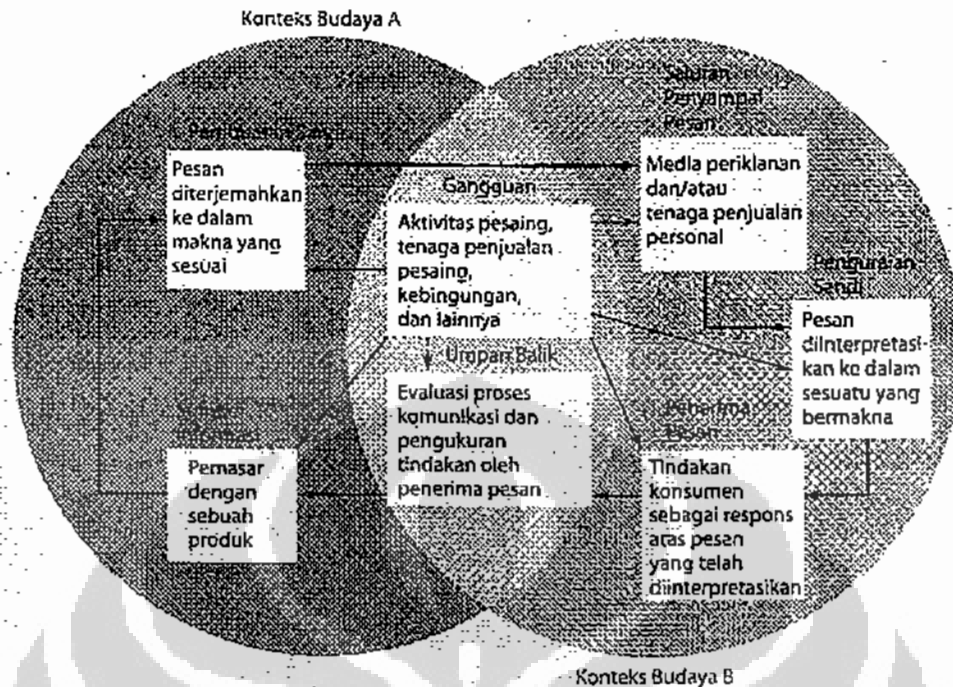 Konteks Budaya A
Saluran
Penyampai
Pesan
Pesan
diterjemahkan
ke dalam
makna yang
sesuai
Media periklanan
dan/atau
tenaga penjualan
personal
Gangguan
Aktivitas pesaing,
tenaga penjualan
pesaing,
kebingungan,
dan lainnya
Penguraian
Sandi
Pesan
diinterpretasi-
kan ke dalam
sesuatu yang
bermakna
Umpan Balik
Evaluasi proses
komunikasi dan
pengukuran
tindakan oleh
penerima pesan
Penerima
Pesan
Pemasar
dengan
sebuah
produk
Tindakan
konsumen
sebagai respons
atas pesan
yang telah
diinterpretasikan
Konteks Budaya B